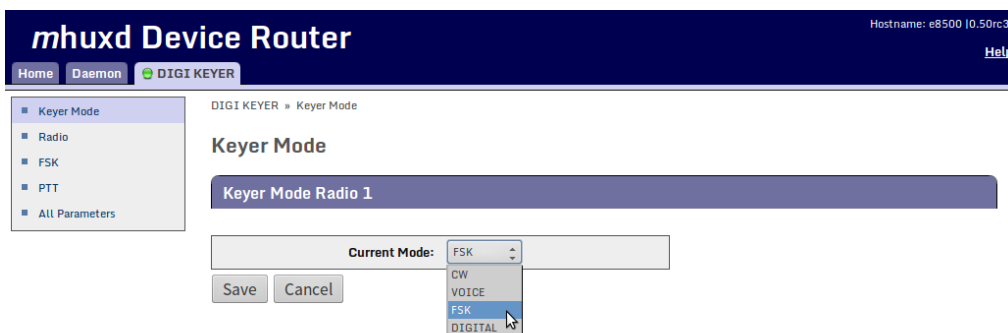 mhuxd Device Router
Hostname: e8500 |0.50rc3
Help
Home Daemon DIGI KEYER
Keyer Mode
Radio
FSK
PTT
All Parameters
DIGI KEYER » Keyer Mode
Keyer Mode
Keyer Mode Radio 1
Current Mode: FSK
CW
VOICE
FSK
DIGITAL
Save Cancel